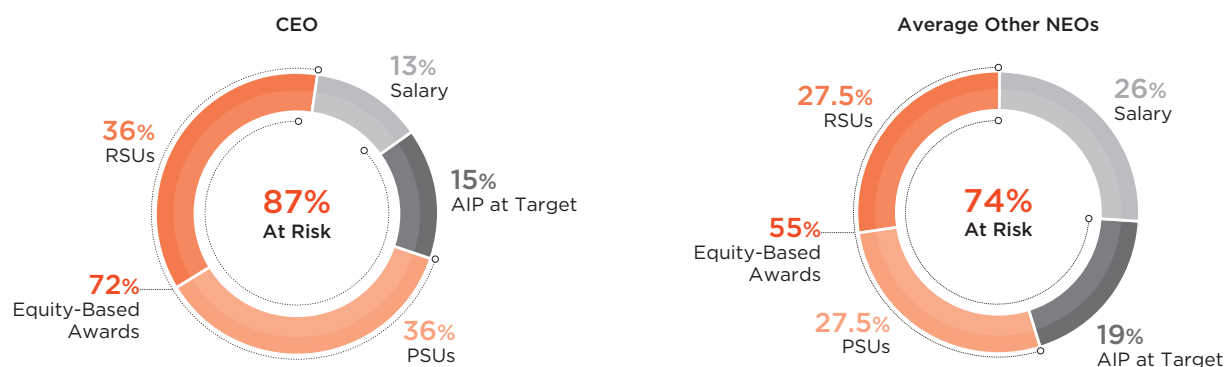 CEO
13%
Salary
36%
RSUs
15%
AIP at Target
87%
At Risk
72%
Equity-Based
Awards
36%
PSUs
Average Other NEOs
27.5%
RSUs
26%
Salary
74%
At Risk
55%
Equity-Based
Awards
27.5%
PSUs
19%
AIP at Target